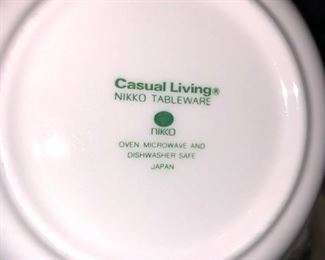 Casual Living®
NIKKO TABLEWARE
NIKKO
OVEN MICROWAVE AND
DISHWASHER SAFE
JAPAN